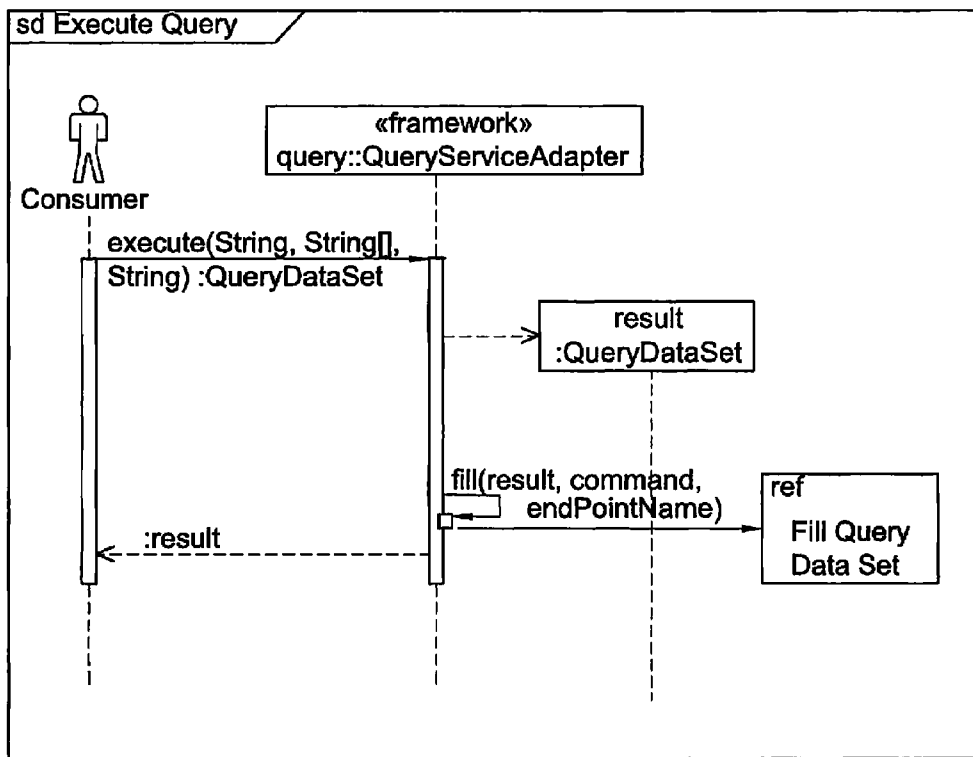 sd Execute Query
«framework»
query::QueryServiceAdapter
Consumer
execute(String, String[],
String) :QueryDataSet
result
:QueryDataSet
fill(result, command,
endPointName)
ref
Fill Query
Data Set
:result